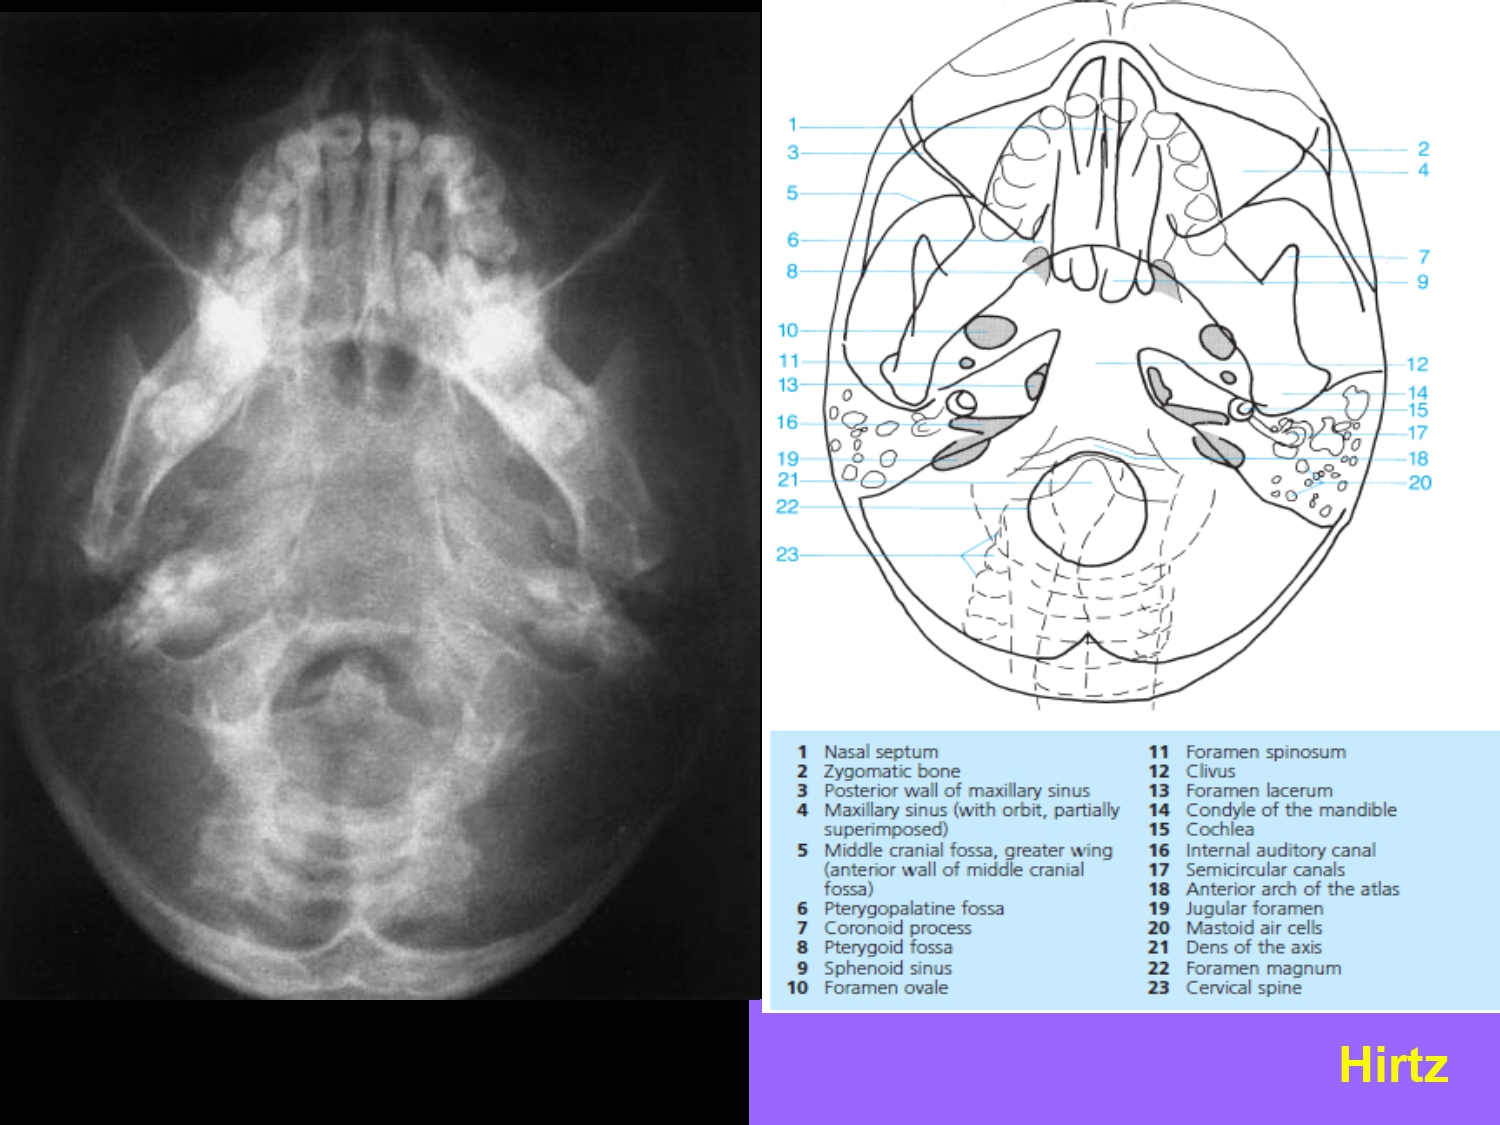 1
3
5
6
8
10
11
13
16
19
21
22
23
2
4
7
9
12
14
15
17
18
20
1 Nasal septum
2 Zygomatic bone
3 Posterior wall of maxillary sinus
4 Maxillary sinus (with orbit, partially
superimposed)
5 Middle cranial fossa, greater wing
(anterior wall of middle cranial
fossa)
6 Pterygopalatine fossa
7 Coronoid process
8 Pterygoid fossa
9 Sphenoid sinus
10 Foramen ovale
11 Foramen spinosum
12 Clivus
13 Foramen lacerum
14 Condyle of the mandible
15 Cochlea
16 Internal auditory canal
17 Semicircular canals
18 Anterior arch of the atlas
19 Jugular foramen
20 Mastoid air cells
21 Dens of the axis
22 Foramen magnum
23 Cervical spine
Hirtz